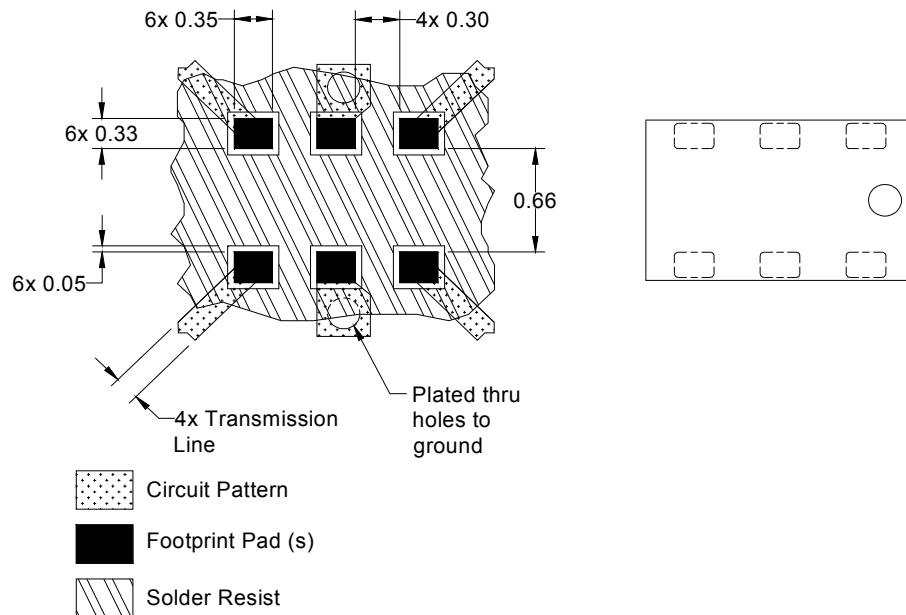 6x 0.35
4x 0.30
6x 0.33
0.66
6x 0.05
4x Transmission
Line
Plated thru
holes to
ground
Circuit Pattern
Footprint Pad (s)
Solder Resist